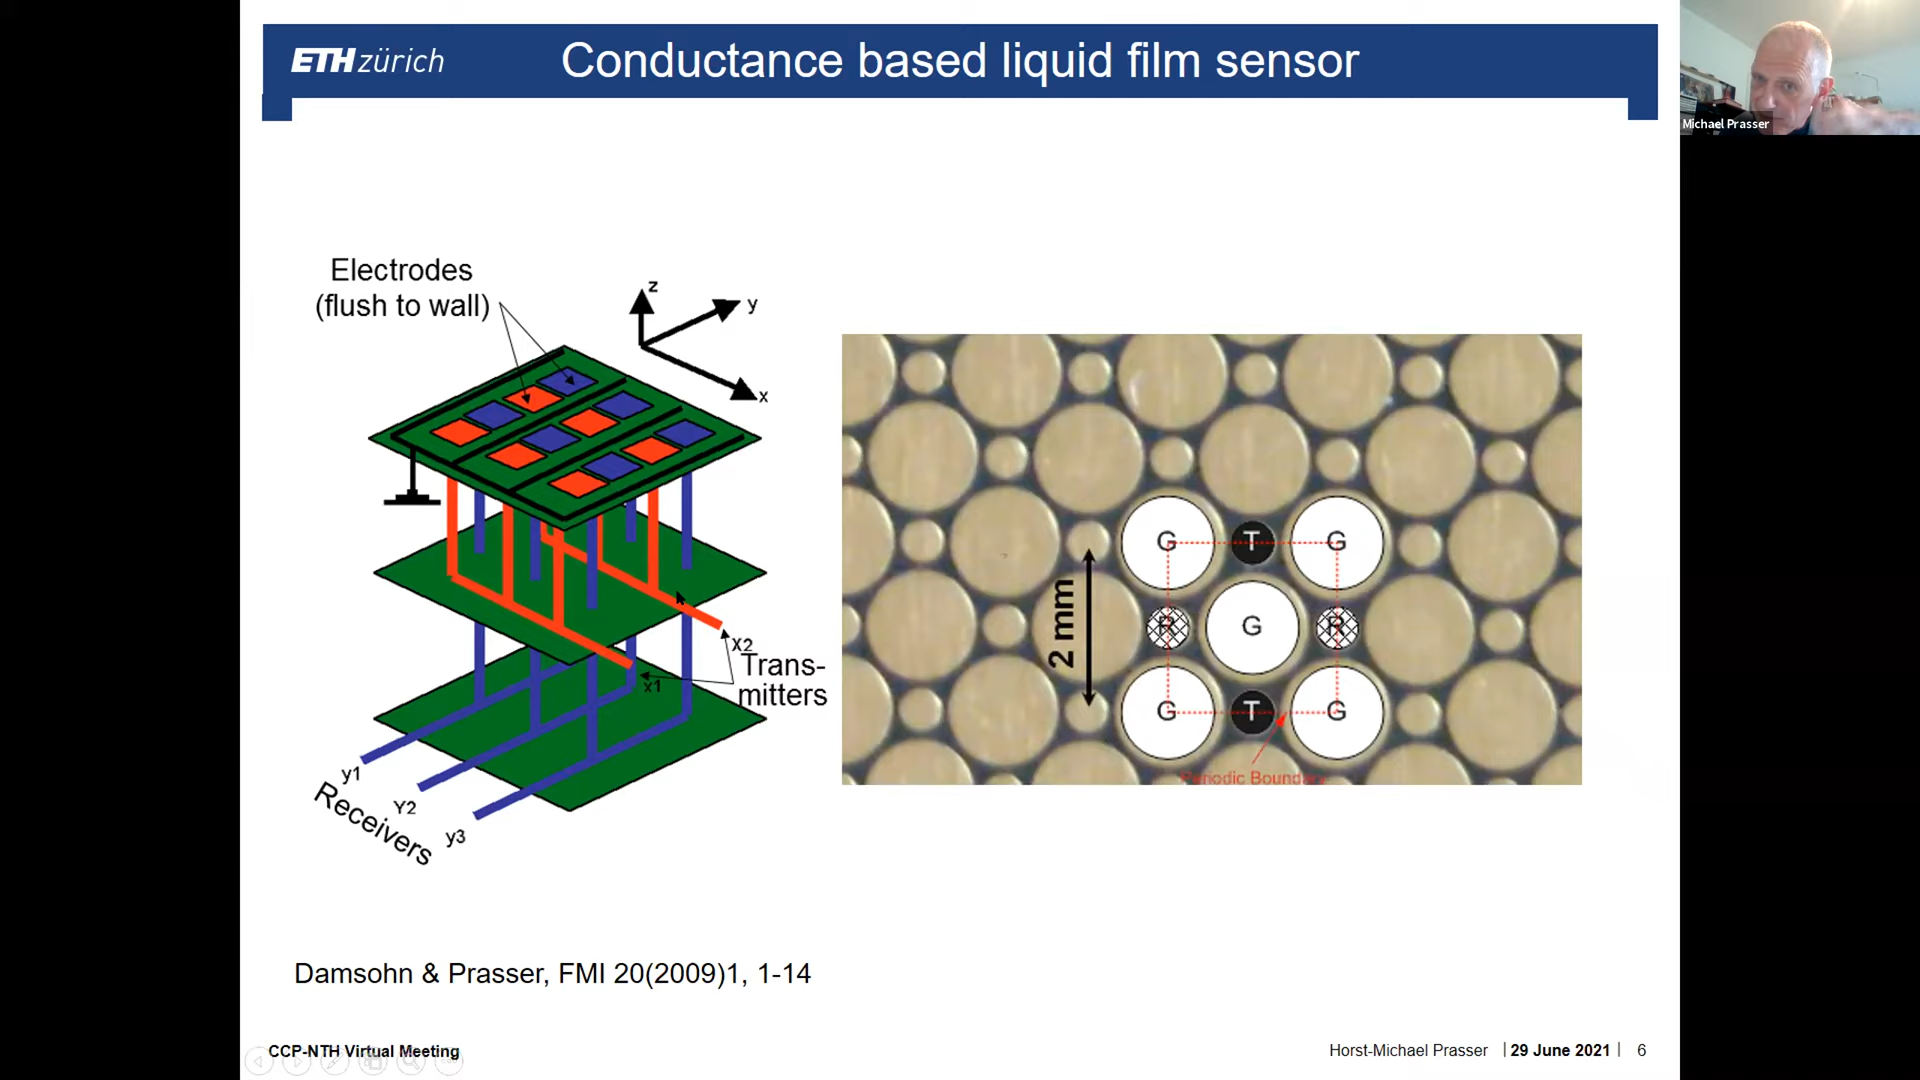 ETH zürich
Conductance based liquid film sensor
Michael Prasser
Electrodes
(flush to wall)
z
y
x
G T G
R G R
G T G
2 mm
Periodic Boundary
x2
x1
Trans-
mitters
y1
Y2
y3
Receivers
Damsohn & Prasser, FMI 20(2009)1, 1-14
CCP-NTH Virtual Meeting
Horst-Michael Prasser | 29 June 2021 | 6